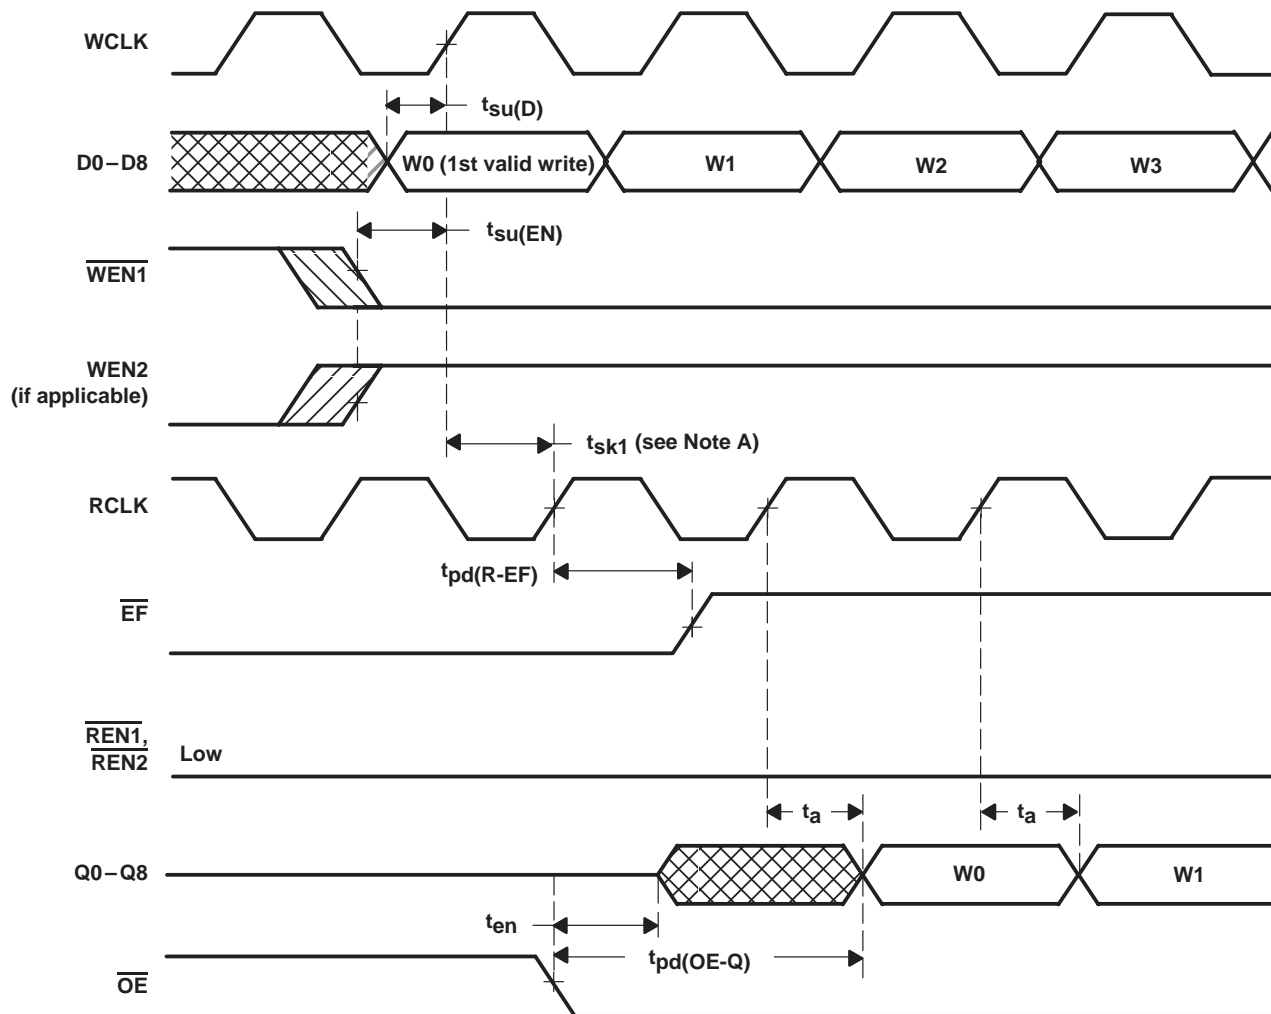 WCLK
tsu(D)
D0–D8
W0 (1st valid write)
W1
W2
W3
tsu(EN)
WEN1
WEN2
(if applicable)
tsk1 (see Note A)
RCLK
tpd(R-EF)
EF
REN1,
REN2
Low
ta
ta
Q0–Q8
W0
W1
ten
tpd(OE-Q)
OE